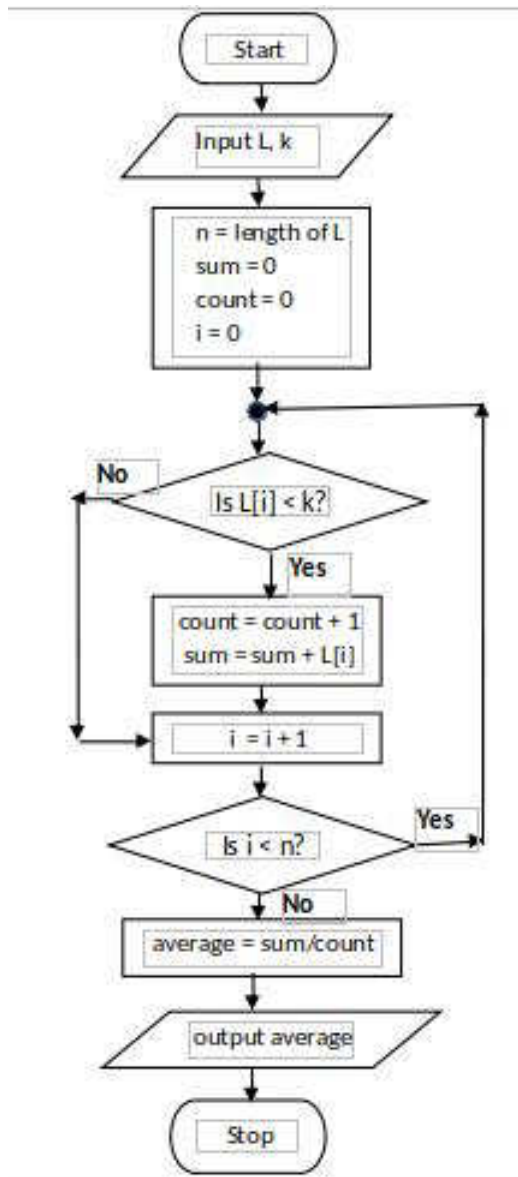 Start
Input L, k
n = length of L
sum = 0
count = 0
i = 0
No
Is L[i] < k?
Yes
count = count + 1
sum = sum + L[i]
i = i + 1
Yes
Is i < n?
No
average = sum/count
output average
Stop